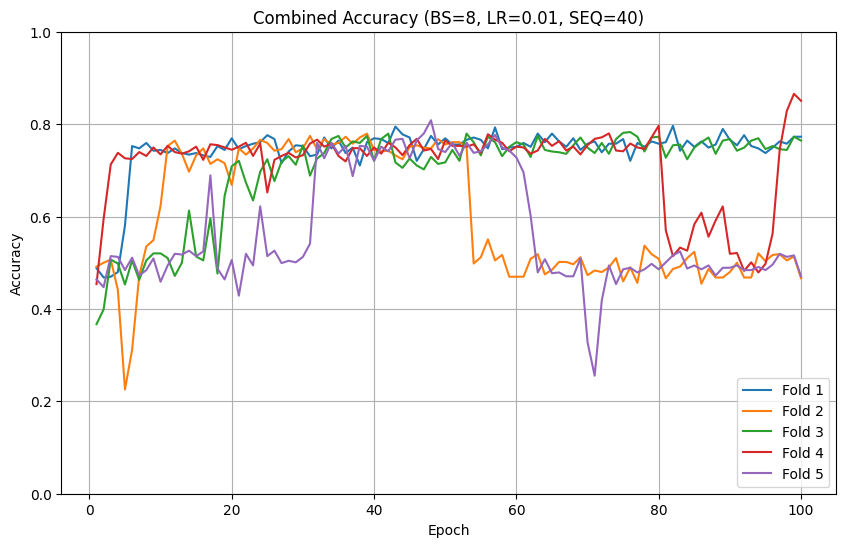 Combined Accuracy (BS=8, LR=0.01, SEQ=40)
1.0
0.8
0.6
0.4
0.2
0.0
Accuracy
0 20 40 60 80 100
Epoch
Fold 1
Fold 2
Fold 3
Fold 4
Fold 5